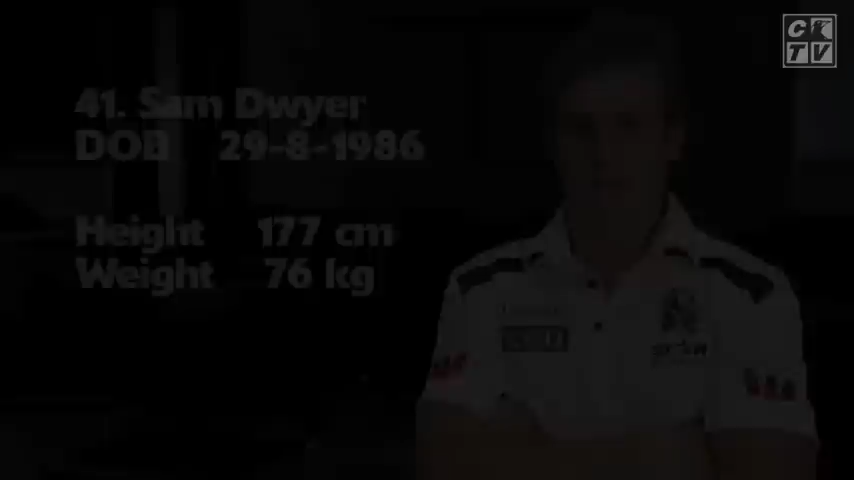 C
TV
41. Sam Dwyer
DOB 29-8-1986
Height 177 cm
Weight 76 kg